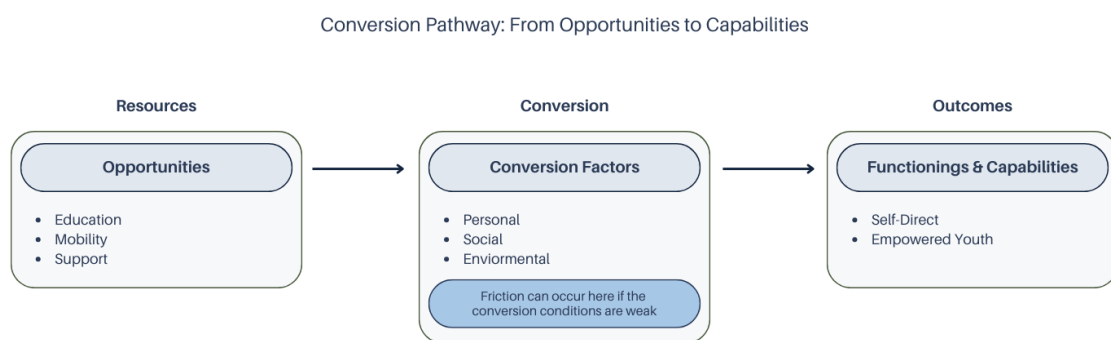 Conversion Pathway: From Opportunities to Capabilities
Resources
Opportunities
Education
Mobility
Support
Conversion
Conversion Factors
Personal
Social
Enviormental
Friction can occur here if the
conversion conditions are weak
Outcomes
Functionings & Capabilities
Self-Direct
Empowered Youth